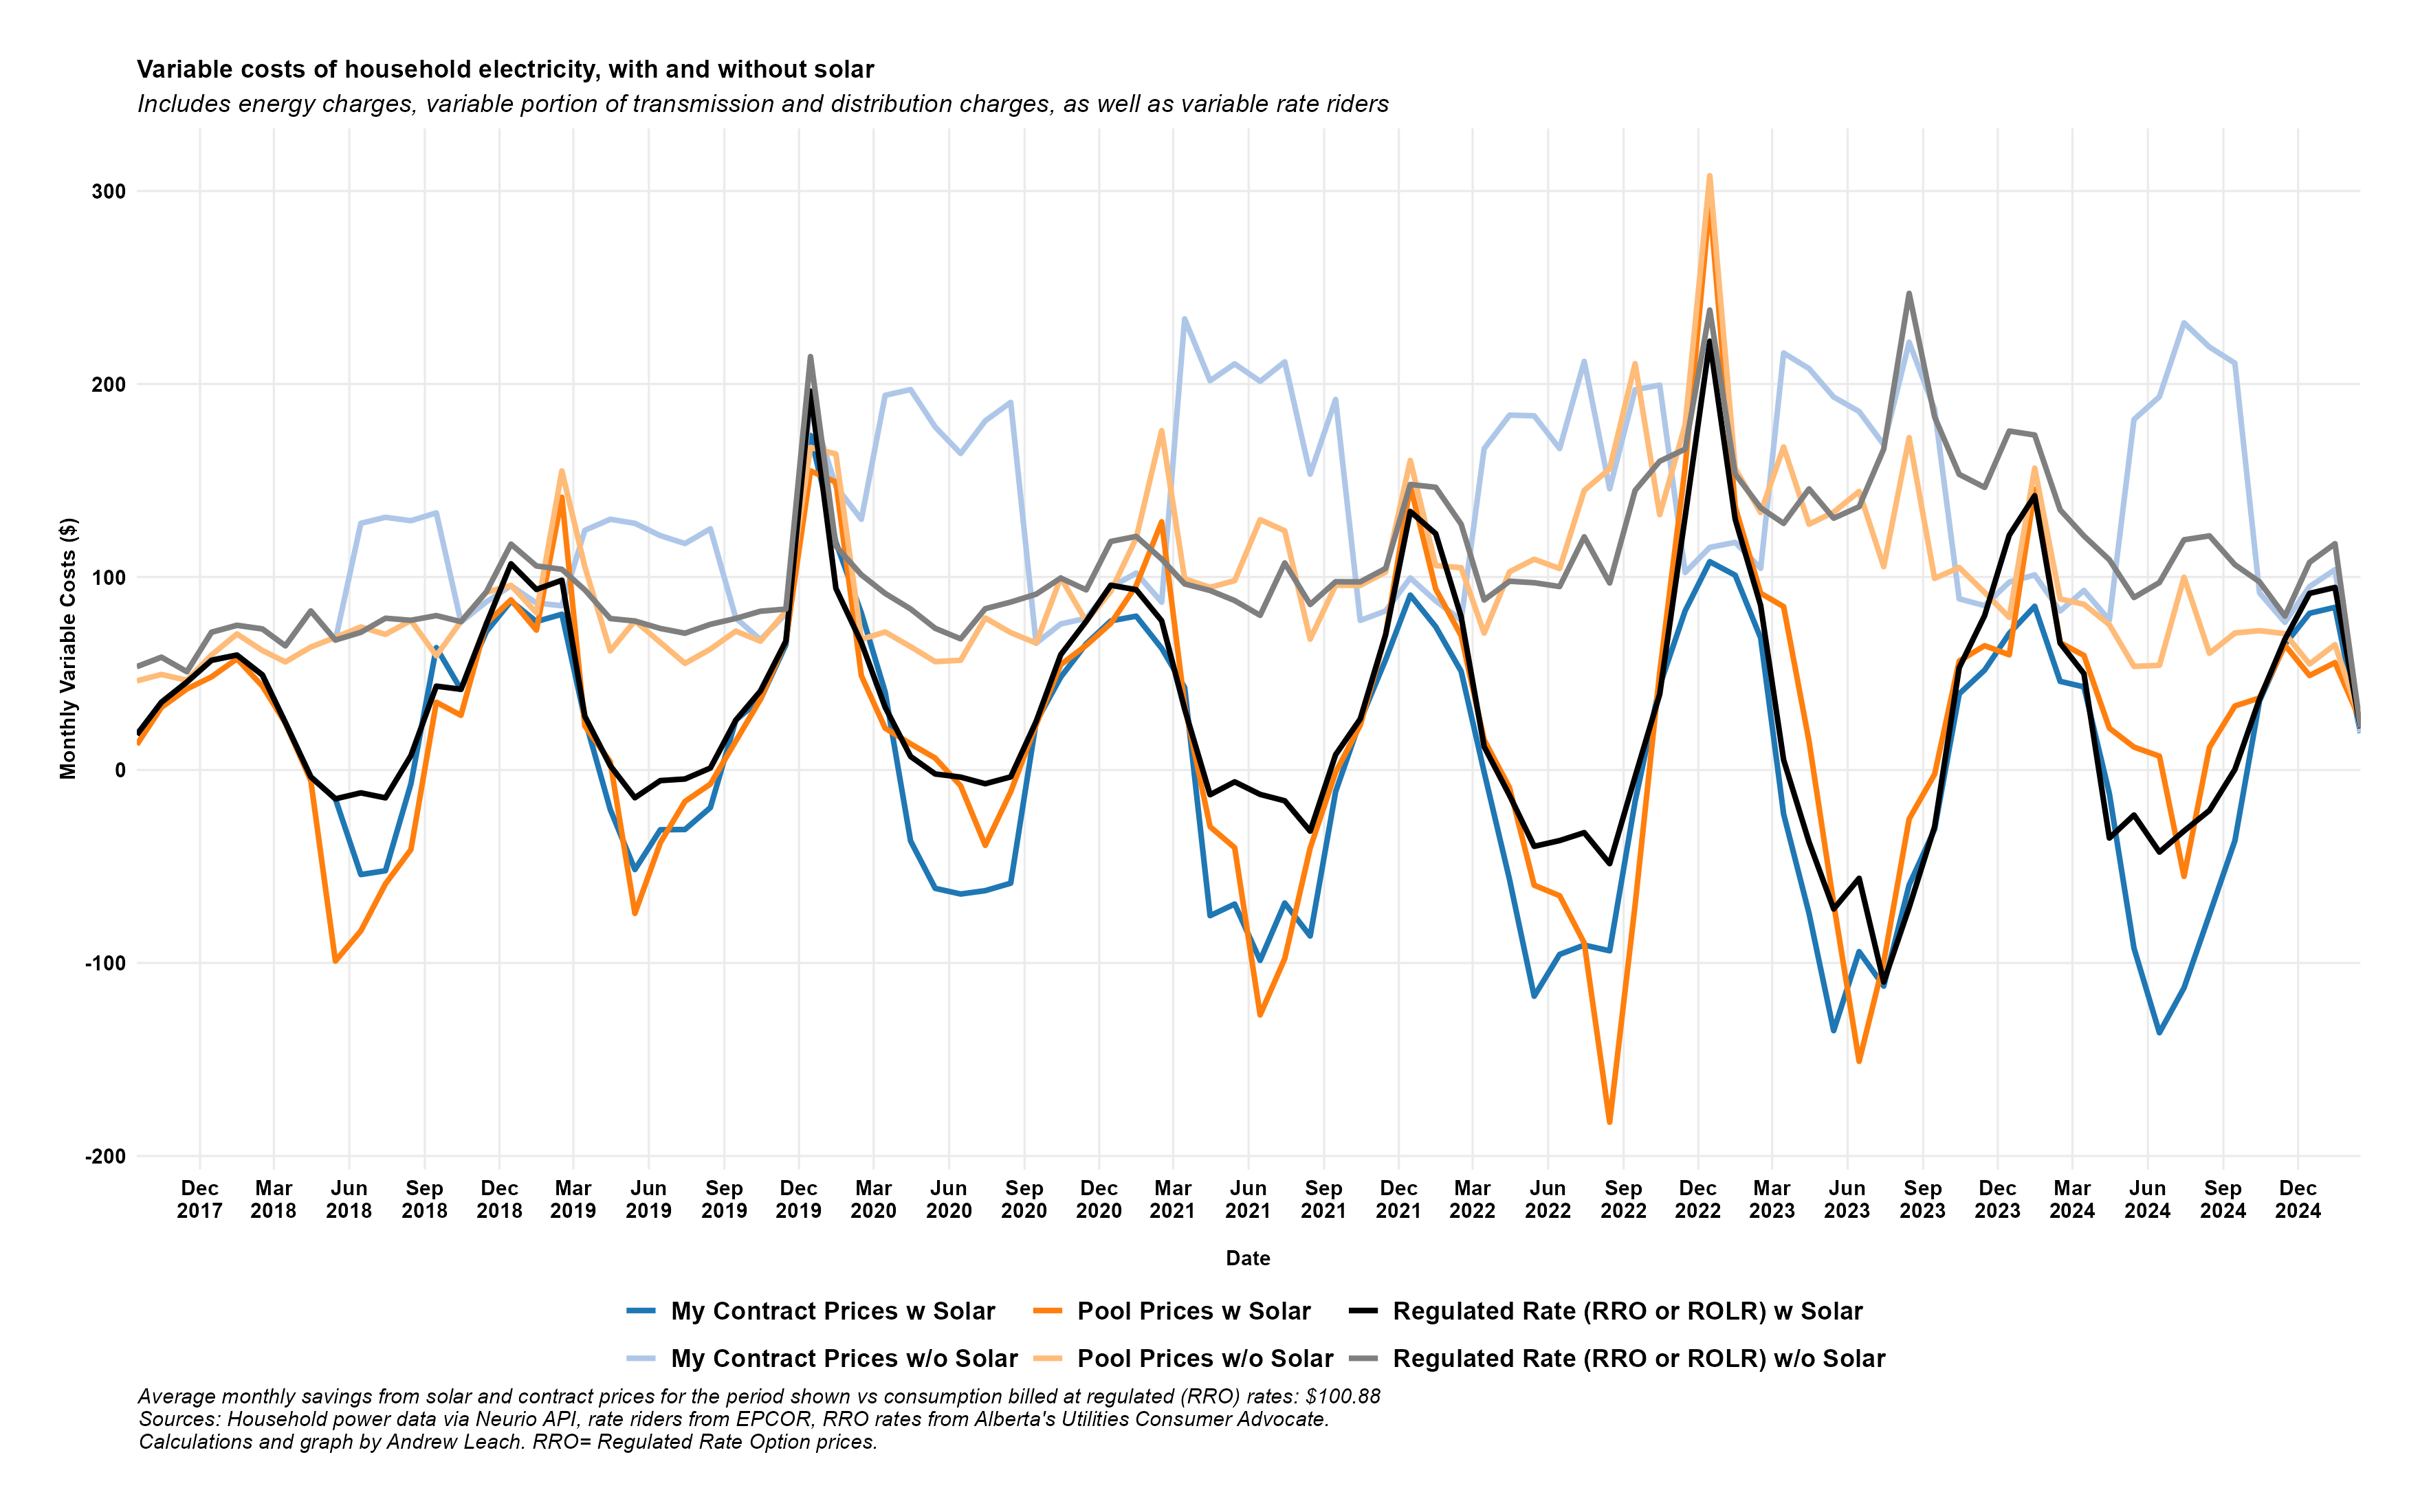 Variable costs of household electricity, with and without solar
Includes energy charges, variable portion of transmission and distribution charges, as well as variable rate riders
Monthly Variable Costs ($)
300
200
100
0
-100
-200
Dec 2017
Mar 2018
Jun 2018
Sep 2018
Dec 2018
Mar 2019
Jun 2019
Sep 2019
Dec 2019
Mar 2020
Jun 2020
Sep 2020
Dec 2020
Mar 2021
Jun 2021
Sep 2021
Dec 2021
Mar 2022
Jun 2022
Sep 2022
Dec 2022
Mar 2023
Jun 2023
Sep 2023
Dec 2023
Mar 2024
Jun 2024
Sep 2024
Dec 2024
Date
My Contract Prices w Solar
Pool Prices w Solar
Regulated Rate (RRO or ROLR) w Solar
My Contract Prices w/o Solar
Pool Prices w/o Solar
Regulated Rate (RRO or ROLR) w/o Solar
Average monthly savings from solar and contract prices for the period shown vs consumption billed at regulated (RRO) rates: $100.88
Sources: Household power data via Neurio API, rate riders from EPCOR, RRO rates from Alberta's Utilities Consumer Advocate.
Calculations and graph by Andrew Leach. RRO= Regulated Rate Option prices.